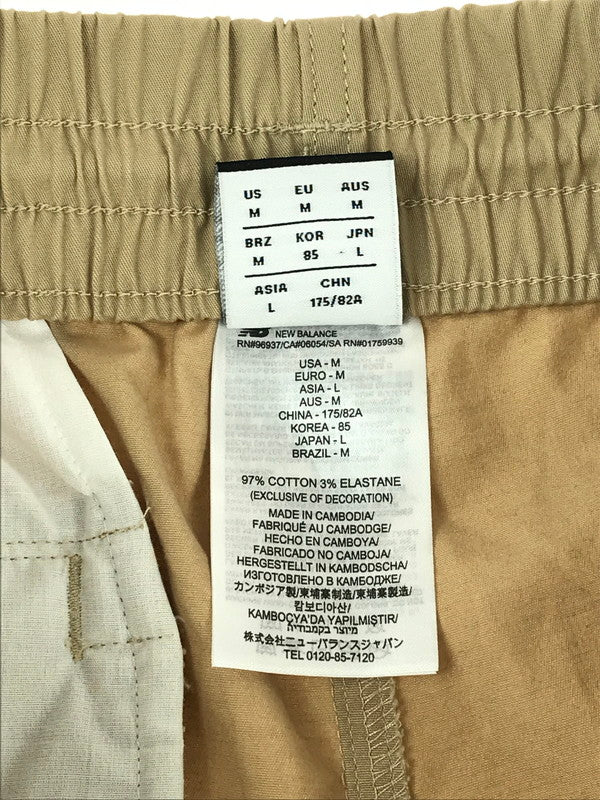 US EU AUS
M M M
BRZ KOR JPN
M 85 L
ASIA CHN
L 175/82A
NEW BALANCE
RN#96937/CA#06054/SA RN#01759939
USA - M
EURO - M
ASIA - L
AUS - M
CHINA - 175/82A
KOREA - 85
JAPAN - L
BRAZIL - M
97% COTTON 3% ELASTANE
(EXCLUSIVE OF DECORATION)
MADE IN CAMBODIA/
FABRIQUÉ AU CAMBODGE/
HECHO EN CAMBOYA/
FABRICADO NO CAMBOJA/
HERGESTELLT IN KAMBODSCHA/
ИЗГОТОВЛЕНО В КАМБОДЖЕ/
カンボジア製/柬埔寨制造/柬埔寨製造/
캄보디아산/
KAMBOÇYA'DA YAPILMIŞTIR/
מיוצר בקמבודיה
株式会社ニューバランスジャパン
TEL 0120-85-7120